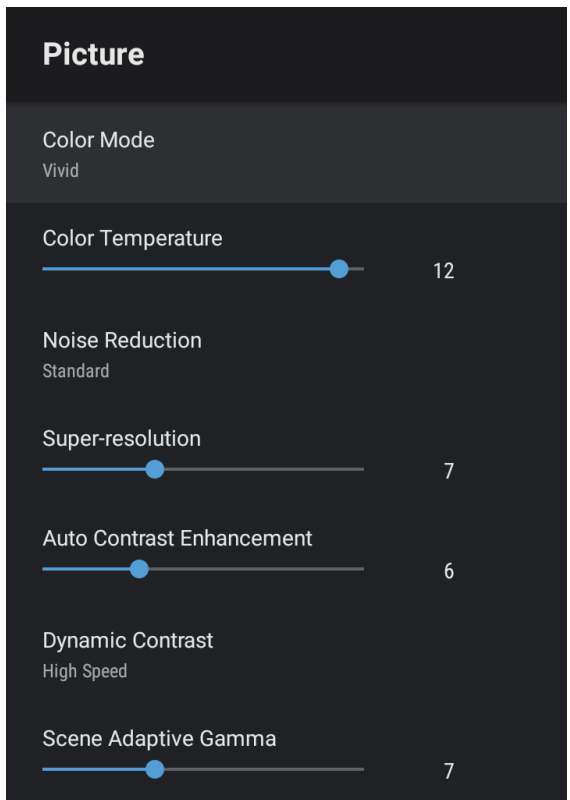 Picture
Color Mode
Vivid
Color Temperature
12
Noise Reduction
Standard
Super-resolution
7
Auto Contrast Enhancement
6
Dynamic Contrast
High Speed
Scene Adaptive Gamma
7